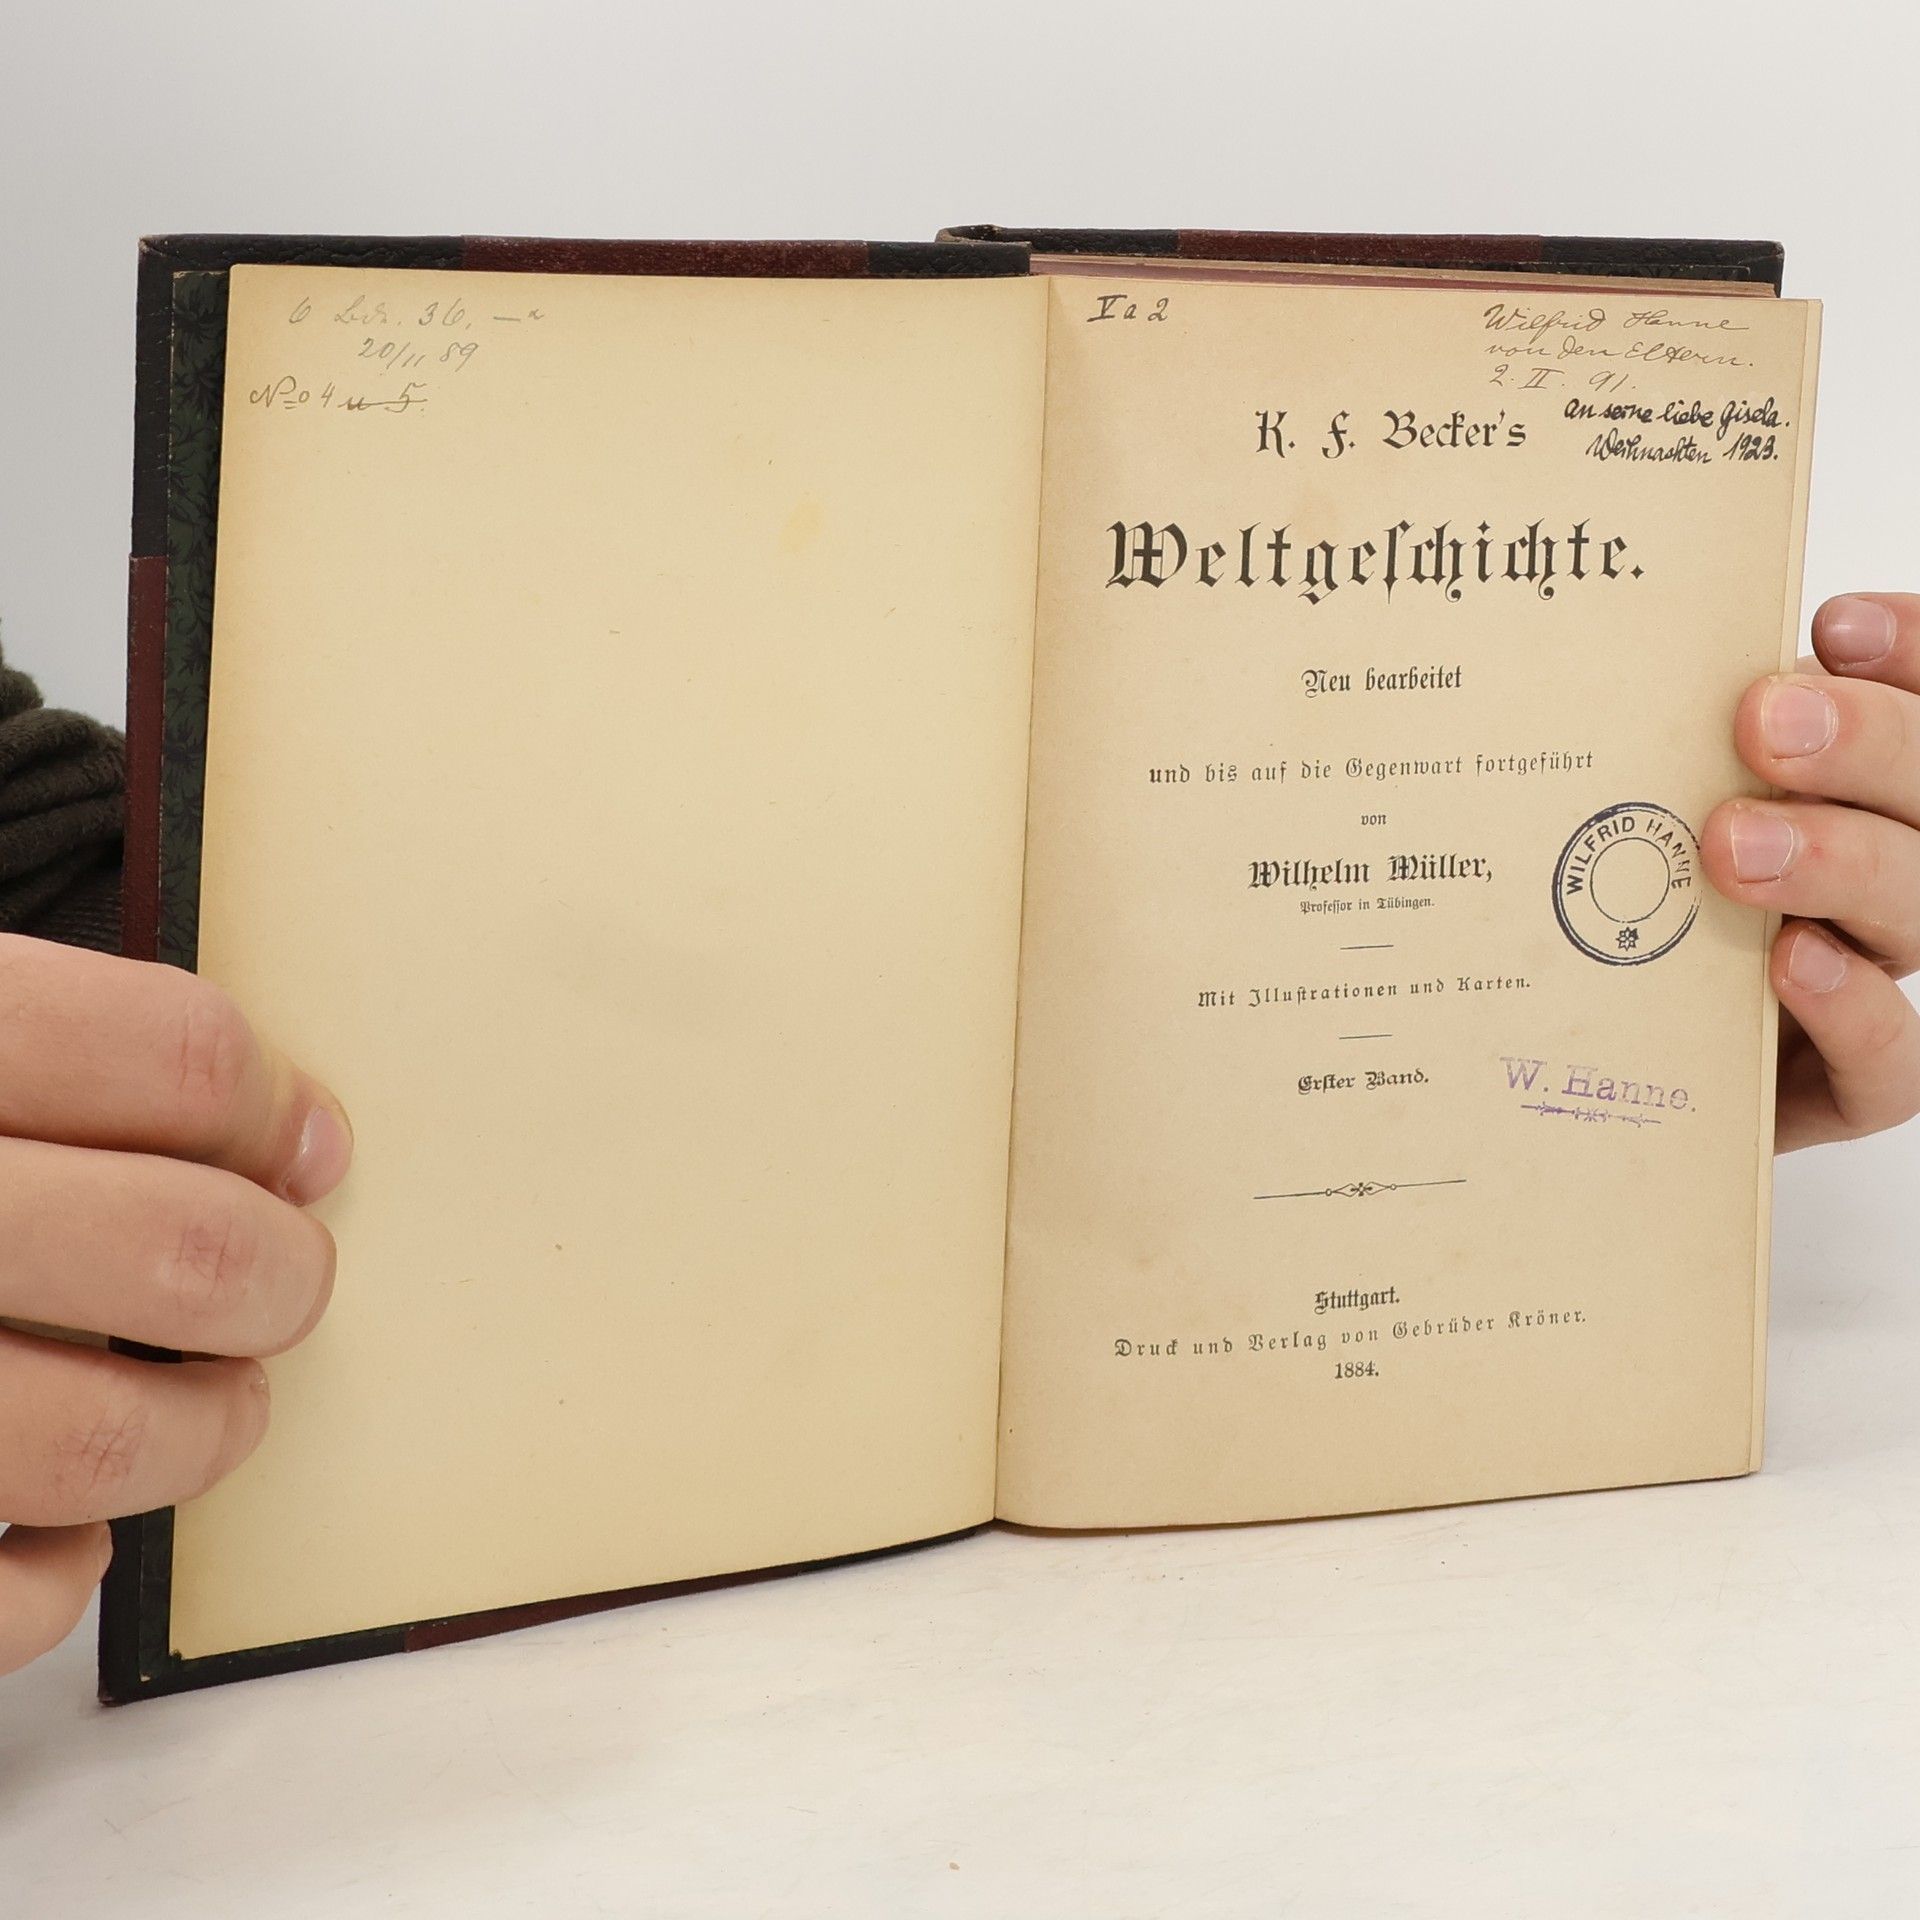 6 Bde. 36,—
20/11 89
No 4 u 5.
V a 2
Wilfrid Hanne
von den Eltern.
2. II. 91.
an seine liebe Gisela.
Weihnachten 1923.
K. F. Becker's
Weltgeſchichte.
Neu bearbeitet
und bis auf die Gegenwart fortgeführt
von
Wilhelm Müller,
Profeſſor in Tübingen.
Mit Illuſtrationen und Karten.
Erſter Band.
WILFRID HANNE
W. Hanne.
Stuttgart.
Druck und Verlag von Gebrüder Kröner.
1884.